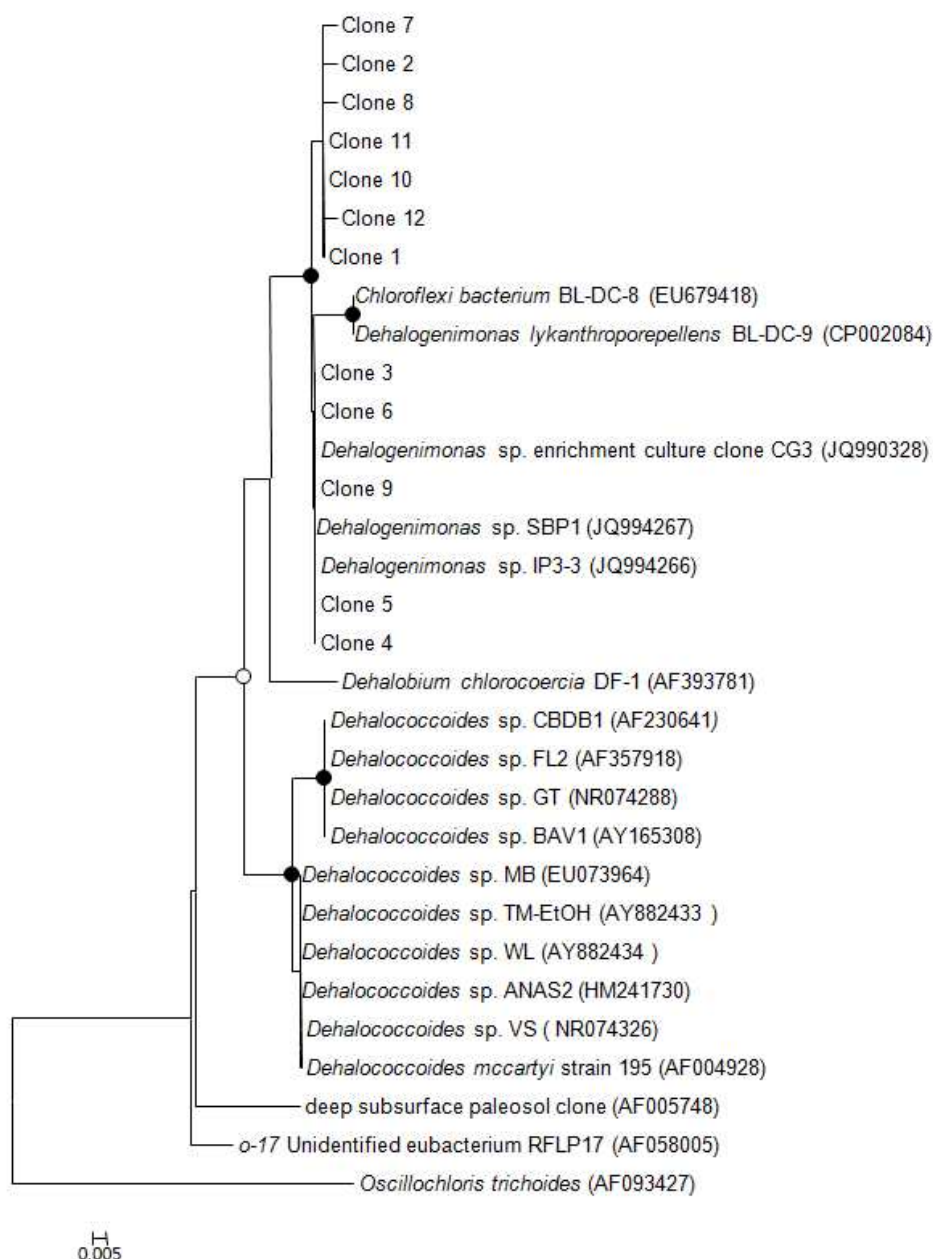 Clone 7
Clone 2
Clone 8
Clone 11
Clone 10
Clone 12
Clone 1
Chloroflexi bacterium BL-DC-8 (EU679418)
Dehalogenimonas lykanthroporepellens BL-DC-9 (CP002084)
Clone 3
Clone 6
Dehalogenimonas sp. enrichment culture clone CG3 (JQ990328)
Clone 9
Dehalogenimonas sp. SBP1 (JQ994267)
Dehalogenimonas sp. IP3-3 (JQ994266)
Clone 5
Clone 4
Dehalobium chlorocoercia DF-1 (AF393781)
Dehalococcoides sp. CBDB1 (AF230641)
Dehalococcoides sp. FL2 (AF357918)
Dehalococcoides sp. GT (NR074288)
Dehalococcoides sp. BAV1 (AY165308)
Dehalococcoides sp. MB (EU073964)
Dehalococcoides sp. TM-EtOH (AY882433 )
Dehalococcoides sp. WL (AY882434 )
Dehalococcoides sp. ANAS2 (HM241730)
Dehalococcoides sp. VS ( NR074326)
Dehalococcoides mccartyi strain 195 (AF004928)
deep subsurface paleosol clone (AF005748)
o-17 Unidentified eubacterium RFLP17 (AF058005)
Oscillochloris trichoides (AF093427)
0.005